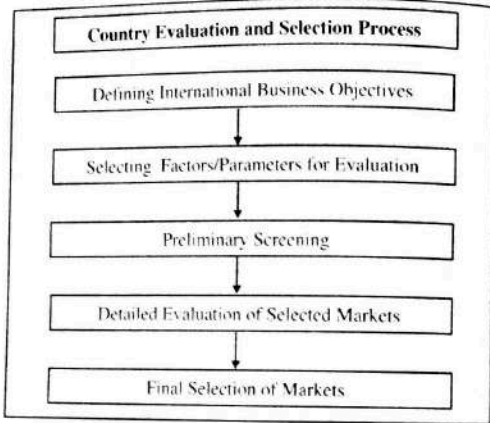 Country Evaluation and Selection Process
Defining International Business Objectives
Selecting Factors/Parameters for Evaluation
Preliminary Screening
Detailed Evaluation of Selected Markets
Final Selection of Markets